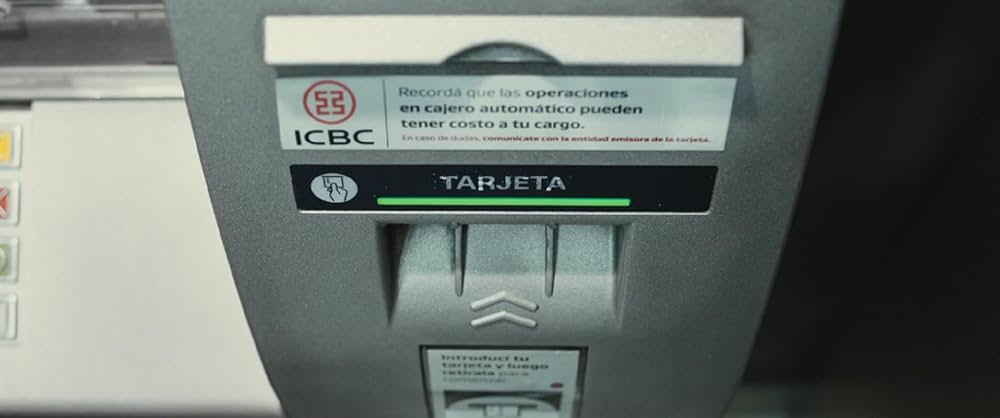 Recordá que las operaciones
en cajero automático pueden
tener costo a tu cargo.
En caso de dudas, comunicate con la entidad emisora de la tarjeta.
ICBC
TARJETA
Introducí tu
tarjeta y luego
retirala para
comenzar